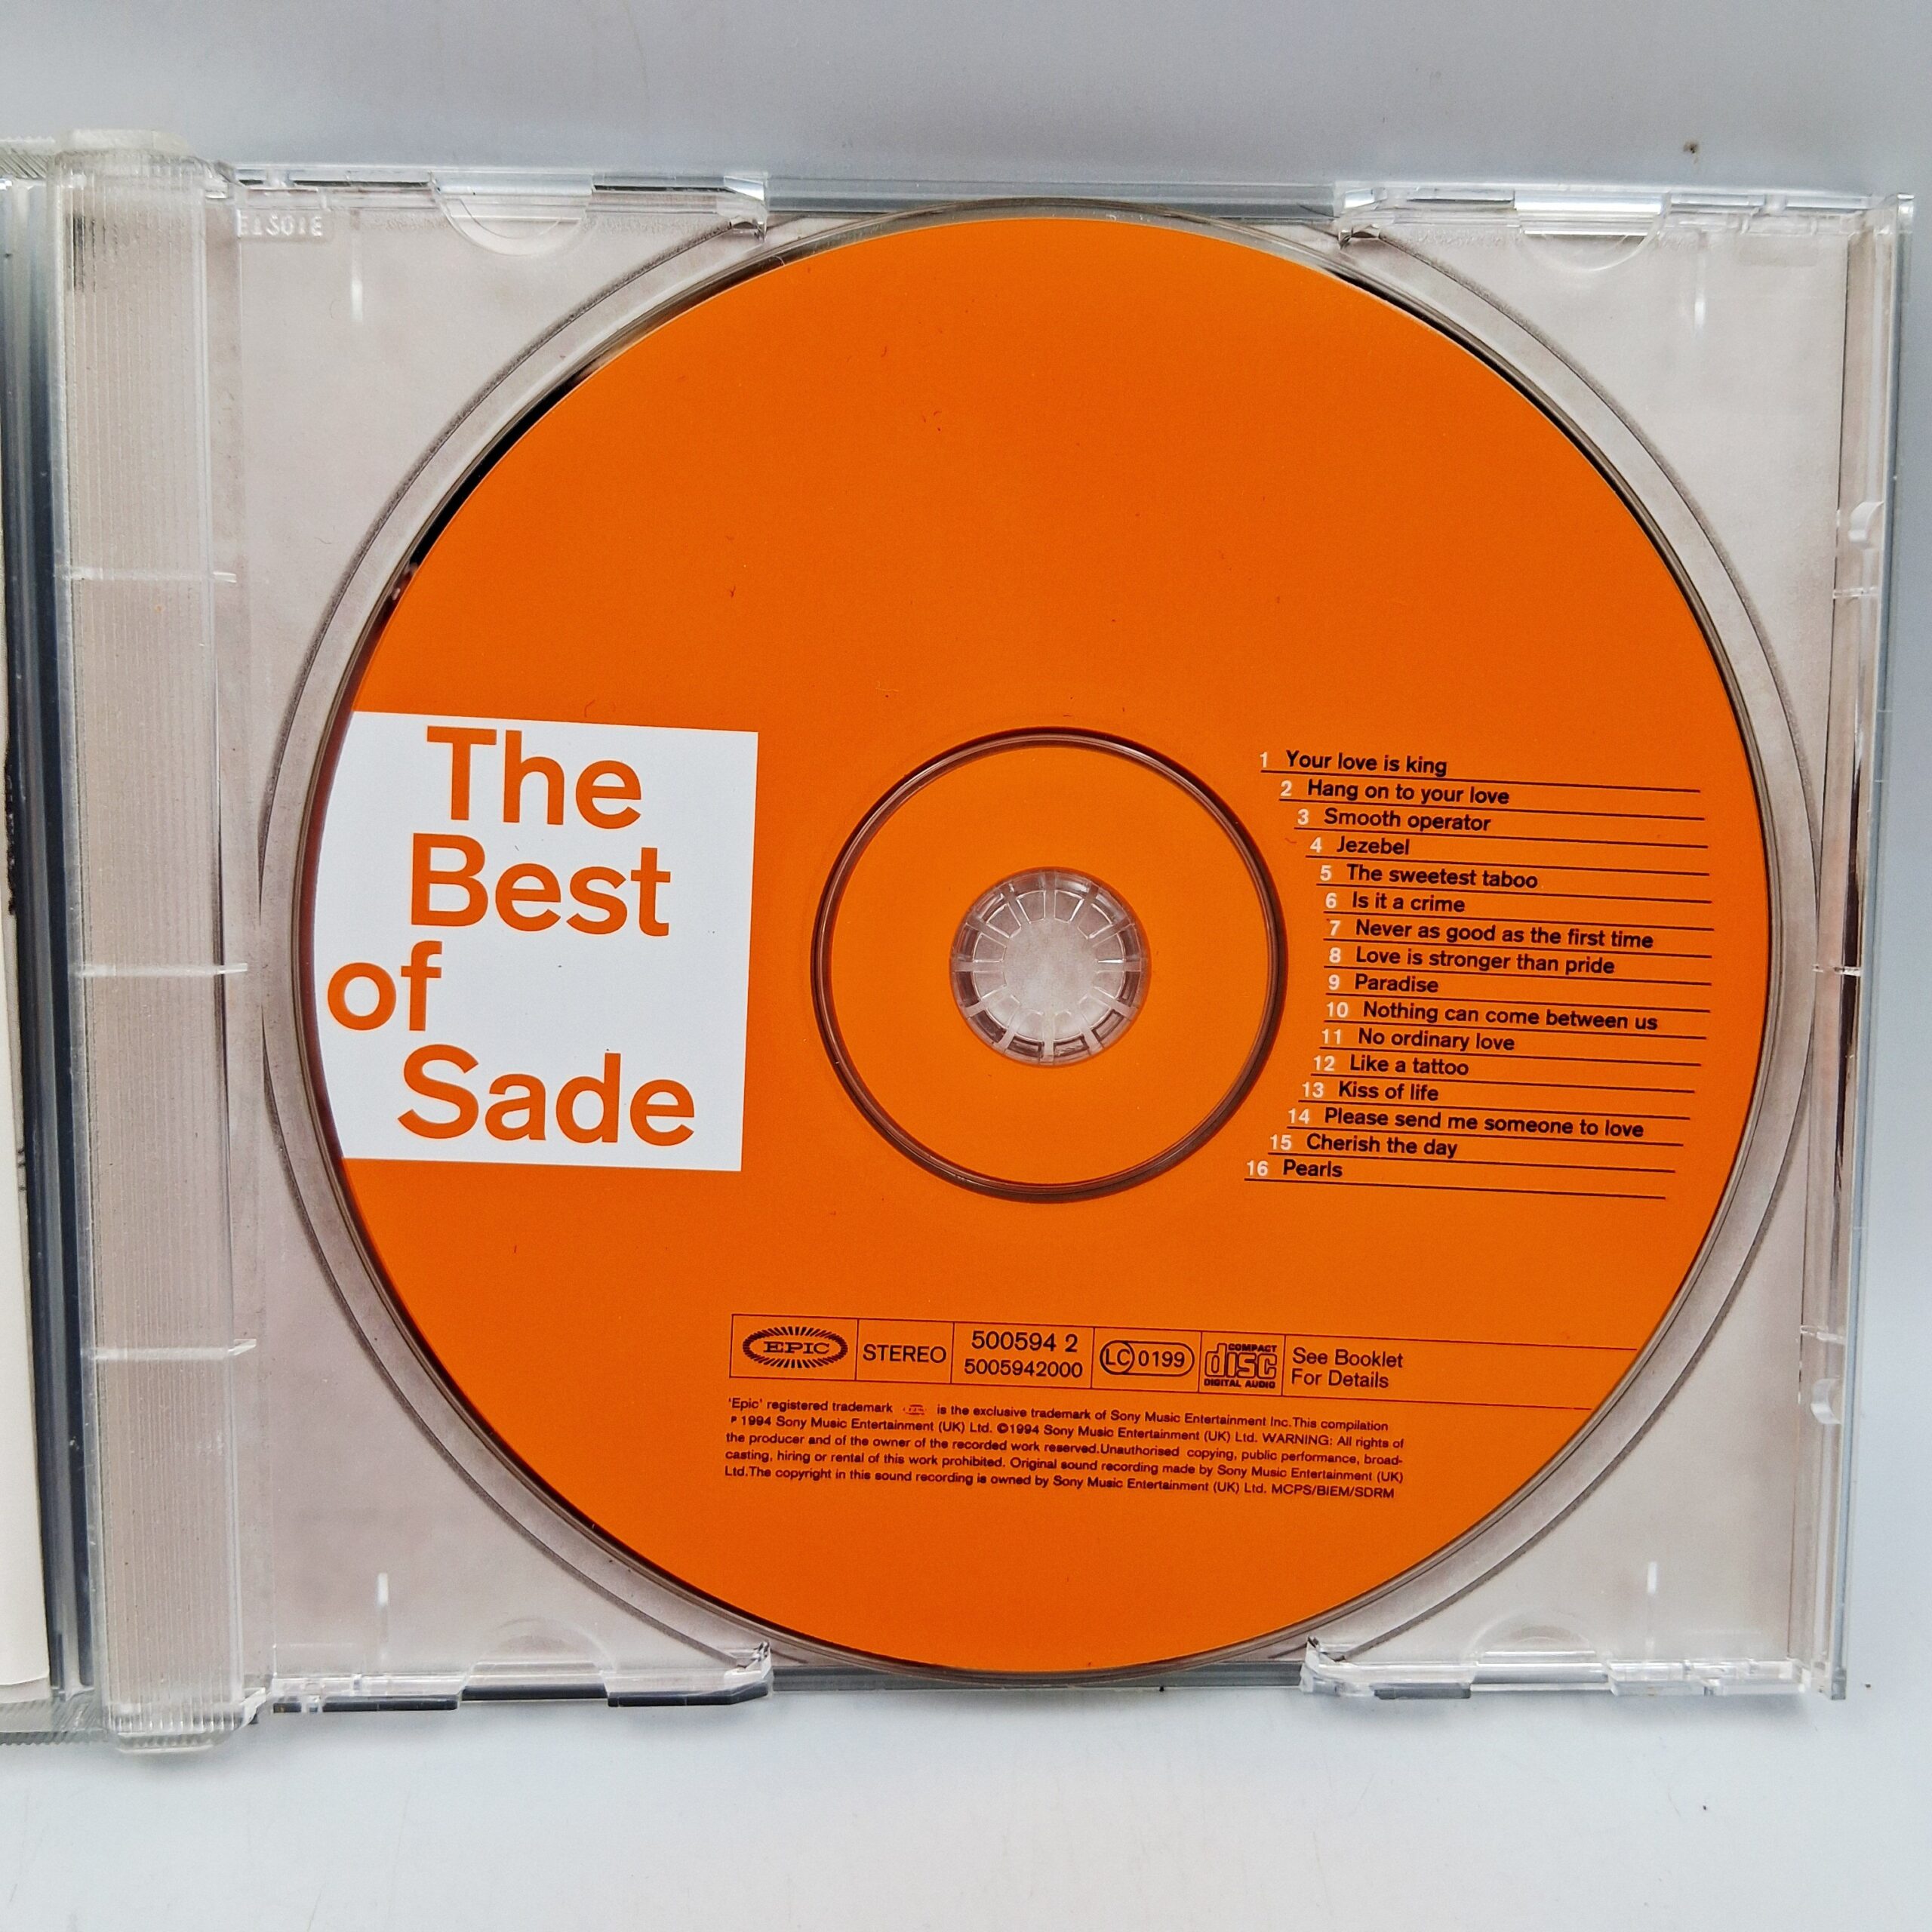 The
Best
of
Sade
1 Your love is king
2 Hang on to your love
3 Smooth operator
4 Jezebel
5 The sweetest taboo
6 Is it a crime
7 Never as good as the first time
8 Love is stronger than pride
9 Paradise
10 Nothing can come between us
11 No ordinary love
12 Like a tattoo
13 Kiss of life
14 Please send me someone to love
15 Cherish the day
16 Pearls
EPIC
STEREO
500594 2
5005942000
LC 0199
COMPACT
disc
DIGITAL AUDIO
See Booklet
For Details
'Epic' registered trademark is the exclusive trademark of Sony Music Entertainment Inc.This compilation
℗ 1994 Sony Music Entertainment (UK) Ltd. ©1994 Sony Music Entertainment (UK) Ltd. WARNING: All rights of
the producer and of the owner of the recorded work reserved.Unauthorised copying, public performance, broad-
casting, hiring or rental of this work prohibited. Original sound recording made by Sony Music Entertainment (UK)
Ltd.The copyright in this sound recording is owned by Sony Music Entertainment (UK) Ltd. MCPS/BIEM/SDRM